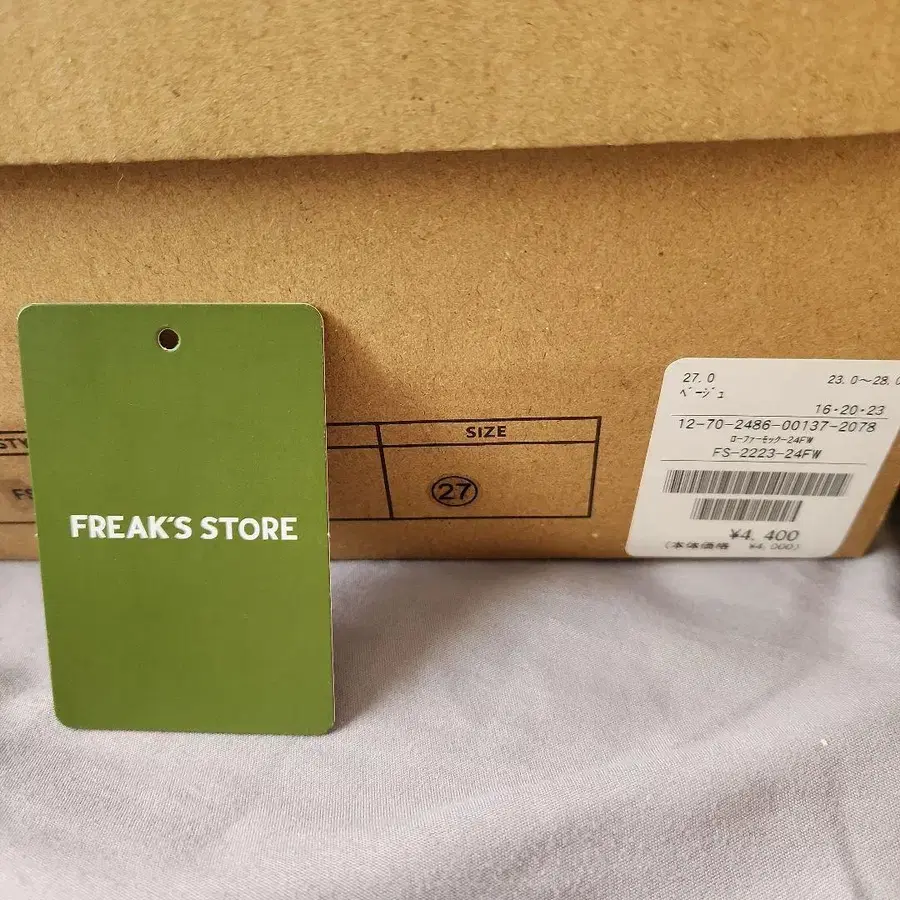 FREAK'S STORE
STY
FS
SIZE
27
27.0
23.0～28.0
ベージュ
16-20-23
12-70-2486-00137-2078
ローファーモック-24FW
FS-2223-24FW
¥4,400
(本体価格 ¥4,000)